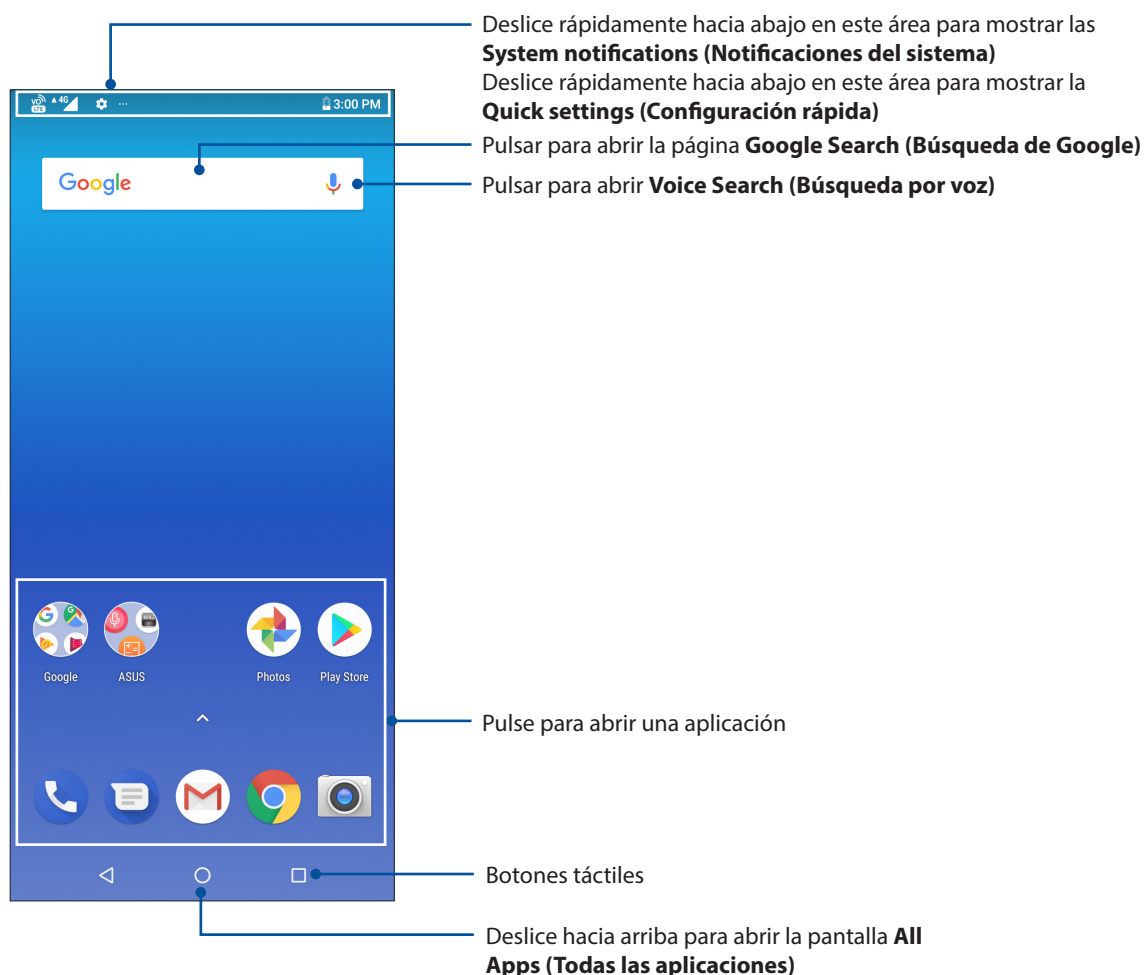 Deslice rápidamente hacia abajo en este área para mostrar las
System notifications (Notificaciones del sistema)
Deslice rápidamente hacia abajo en este área para mostrar la
Quick settings (Configuración rápida)
VO LTE 4G ... 3:00 PM
Pulsar para abrir la página Google Search (Búsqueda de Google)
Google
Pulsar para abrir Voice Search (Búsqueda por voz)
Google ASUS Photos Play Store
Pulse para abrir una aplicación
Botones táctiles
Deslice hacia arriba para abrir la pantalla All
Apps (Todas las aplicaciones)